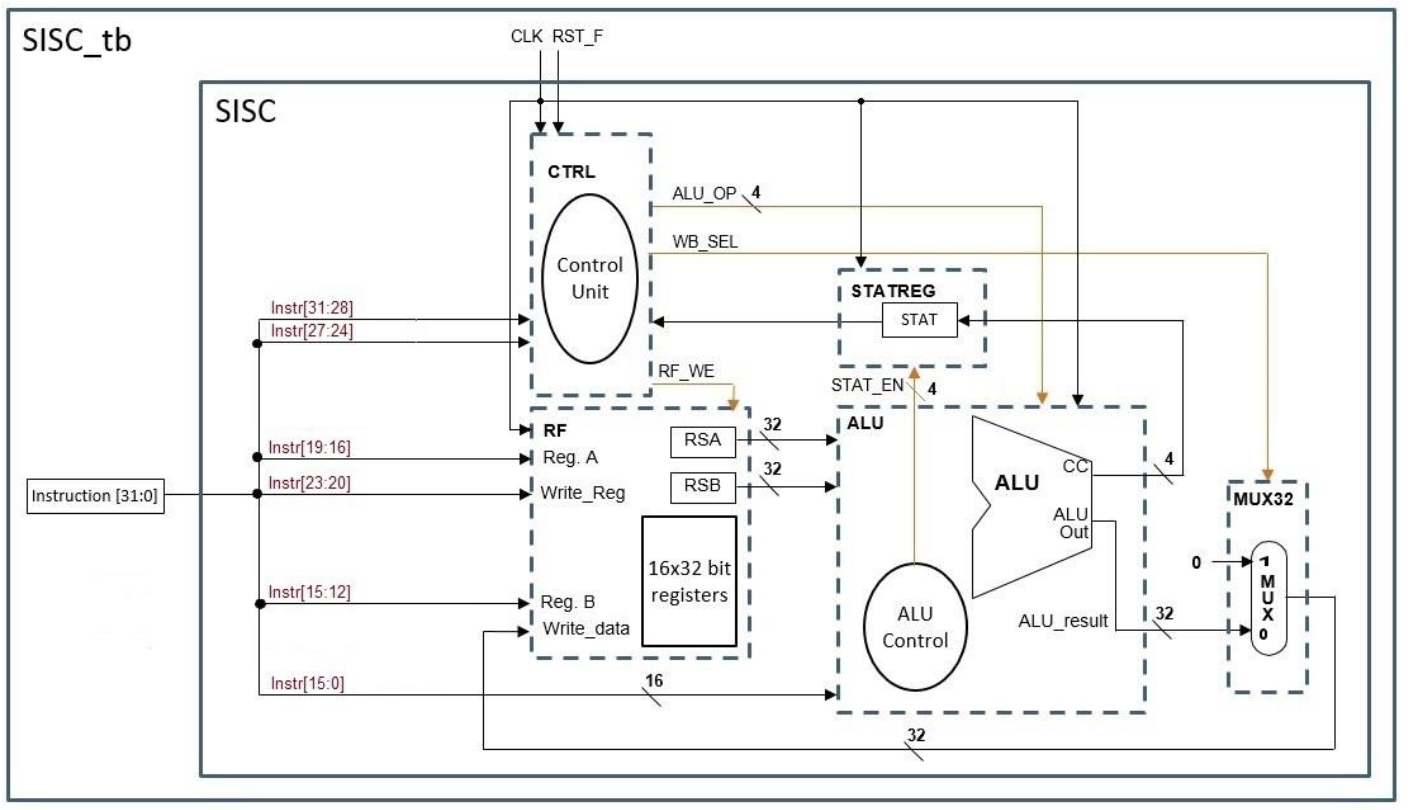 SISC_tb
CLK RST_F
SISC
CTRL
Control
Unit
ALU_OP 4
WB_SEL
STATREG
STAT
Instr[31:28]
Instr[27:24]
RF_WE
STAT_EN 4
RF
RSA
32
ALU
Instr[19:16]
Reg. A
CC
4
Instr[23:20]
RSB
32
ALU
Instruction [31:0]
Write_Reg
MUX32
ALU
Out
16x32 bit
registers
0
1
M
U
X
0
Instr[15:12]
Reg. B
Write_data
ALU
Control
ALU_result
32
Instr[15:0]
16
32